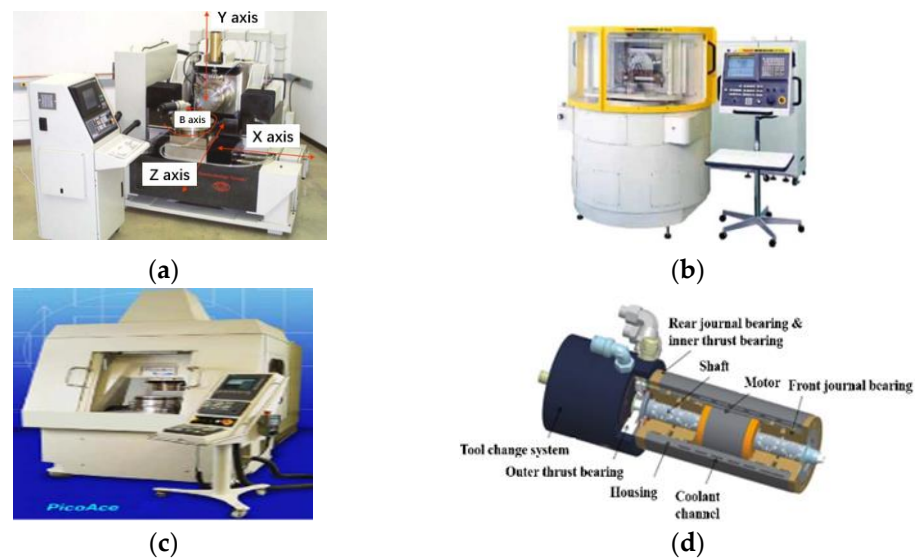 Y axis
B axis
X axis
Z axis
(a)
(b)
PicoAce
(c)
Rear journal bearing &
inner thrust bearing
Shaft
Motor
Front journal bearing
Tool change system
Outer thrust bearing
Housing
Coolant
channel
(d)